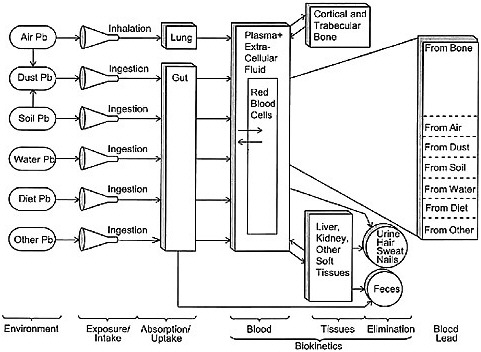 Air Pb
Inhalation
Lung
Dust Pb
Ingestion
Gut
Soil Pb
Ingestion
Water Pb
Ingestion
Diet Pb
Ingestion
Other Pb
Ingestion
Plasma+
Extra-
Cellular
Fluid
Red
Blood
Cells
Cortical and
Trabecular
Bone
Liver,
Kidney,
Other
Soft
Tissues
Urine
Hair
Sweat
Nails
Feces
From Bone
From Air
From Dust
From Soil
From Water
From Diet
From Other
Environment
Exposure/
Intake
Absorption/
Uptake
Blood
Tissues
Elimination
Biokinetics
Blood
Lead